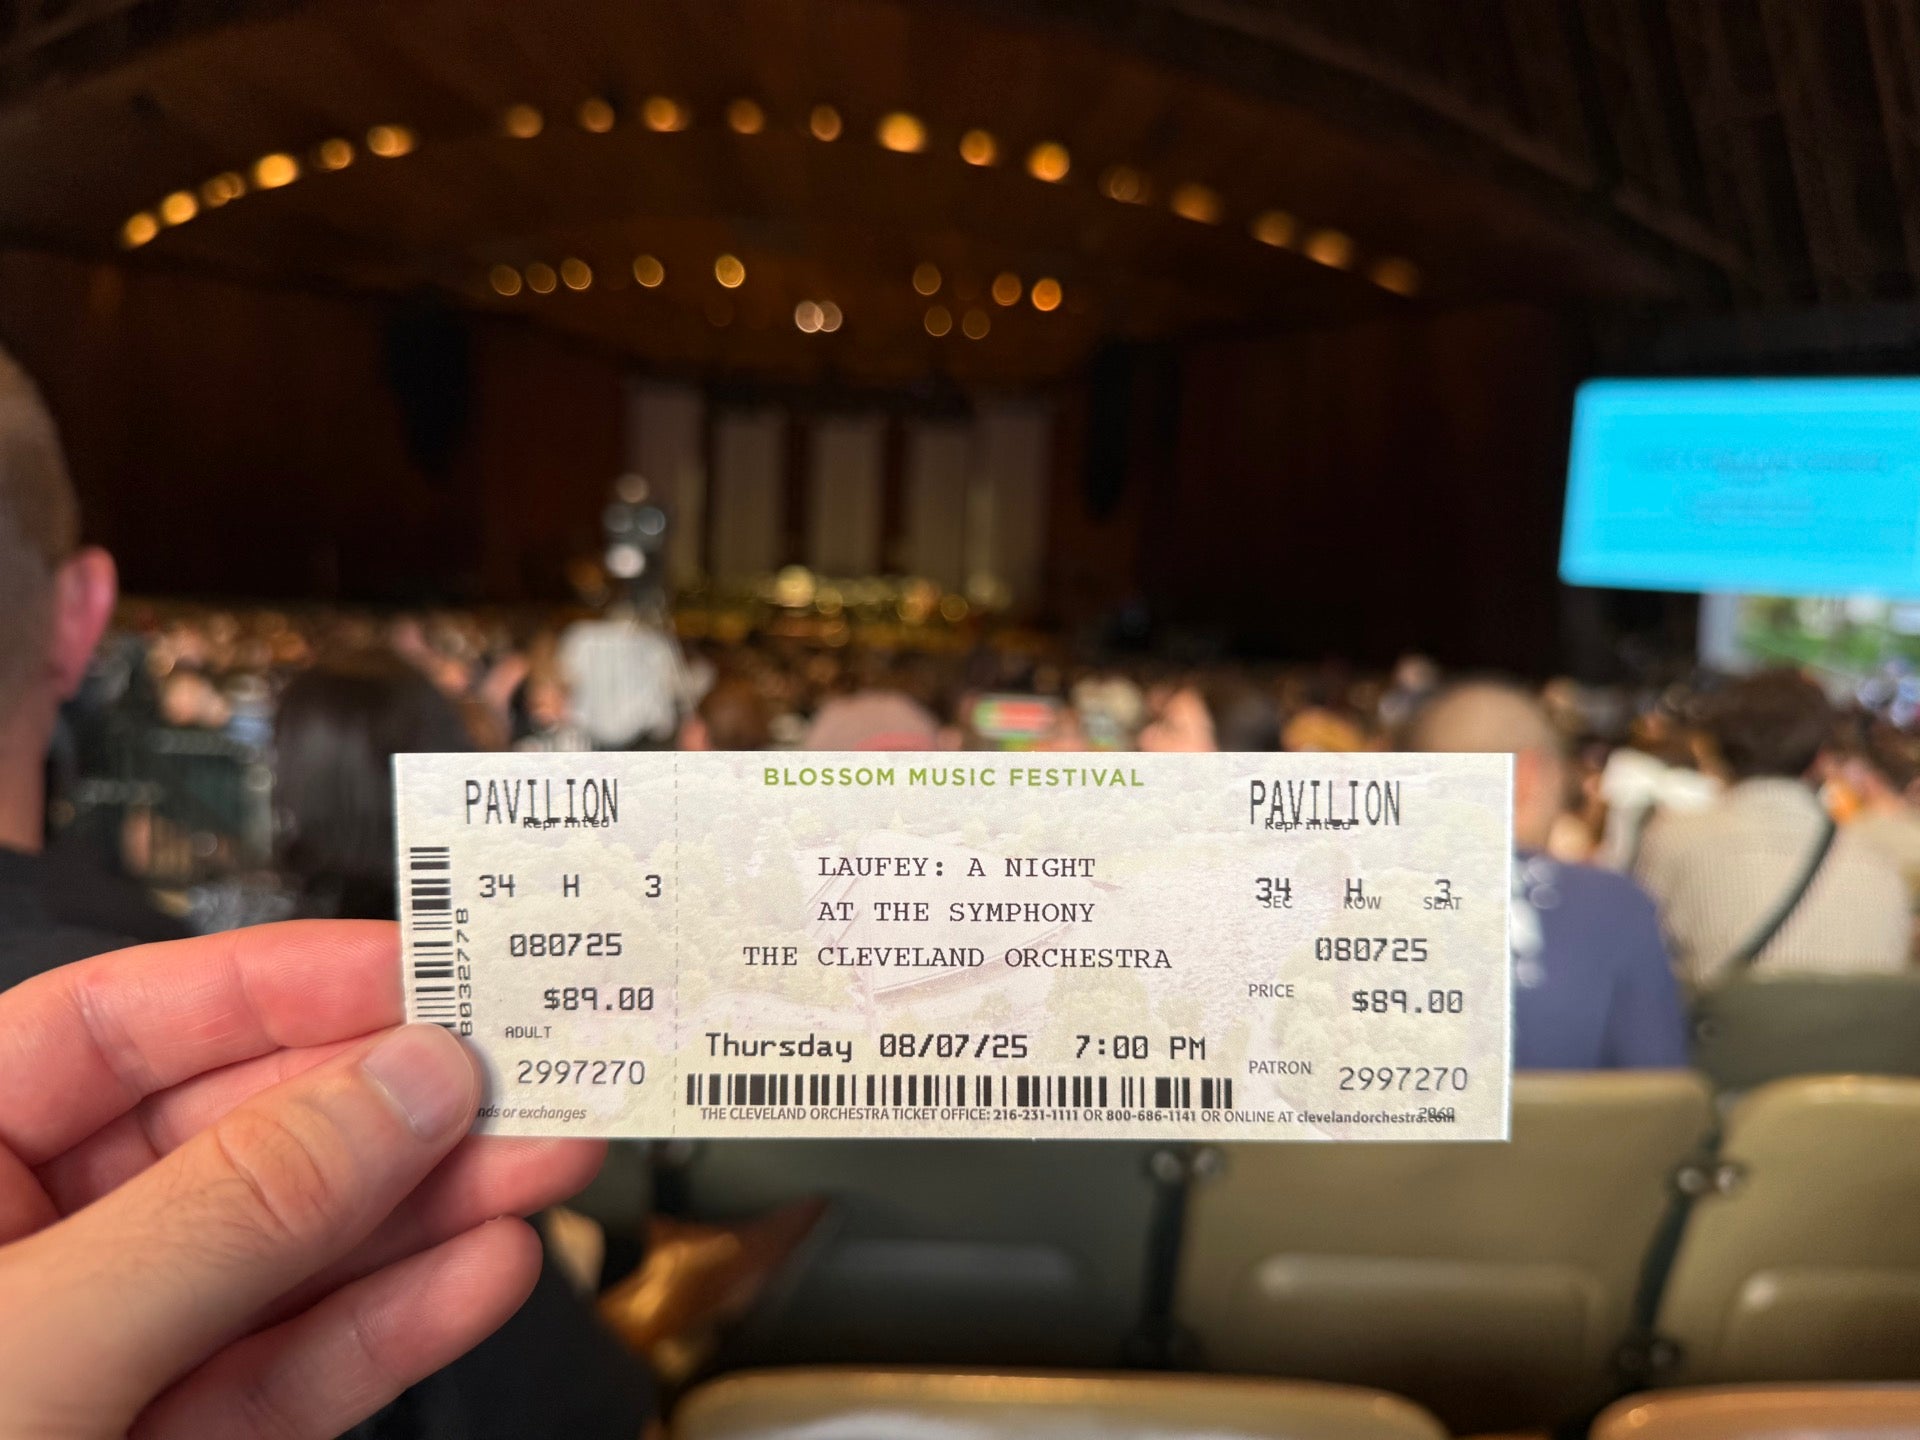 BLOSSOM MUSIC FESTIVAL
PAVILION
Reprinted
34 H 3
080725
$89.00
ADULT
2997270
nds or exchanges
8032778
LAUFEY: A NIGHT
AT THE SYMPHONY
THE CLEVELAND ORCHESTRA
Thursday 08/07/25 7:00 PM
THE CLEVELAND ORCHESTRA TICKET OFFICE: 216-231-1111 OR 800-686-1141 OR ONLINE AT clevelandorchestra.com
PAVILION
Reprinted
34 H 3
SEC ROW SEAT
080725
PRICE $89.00
PATRON 2997270